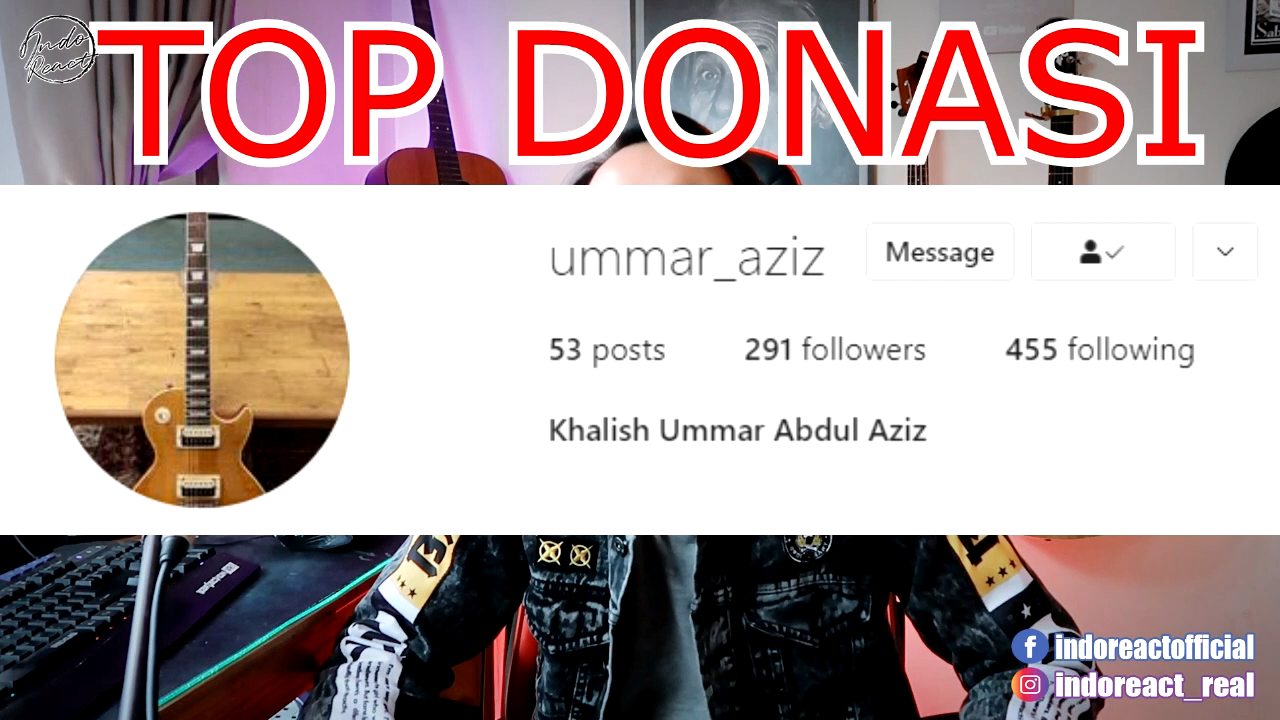 Indo
React
TOP DONASI
ummar_aziz
Message
53 posts
291 followers
455 following
Khalish Ummar Abdul Aziz
indoreactofficial
indoreact_real